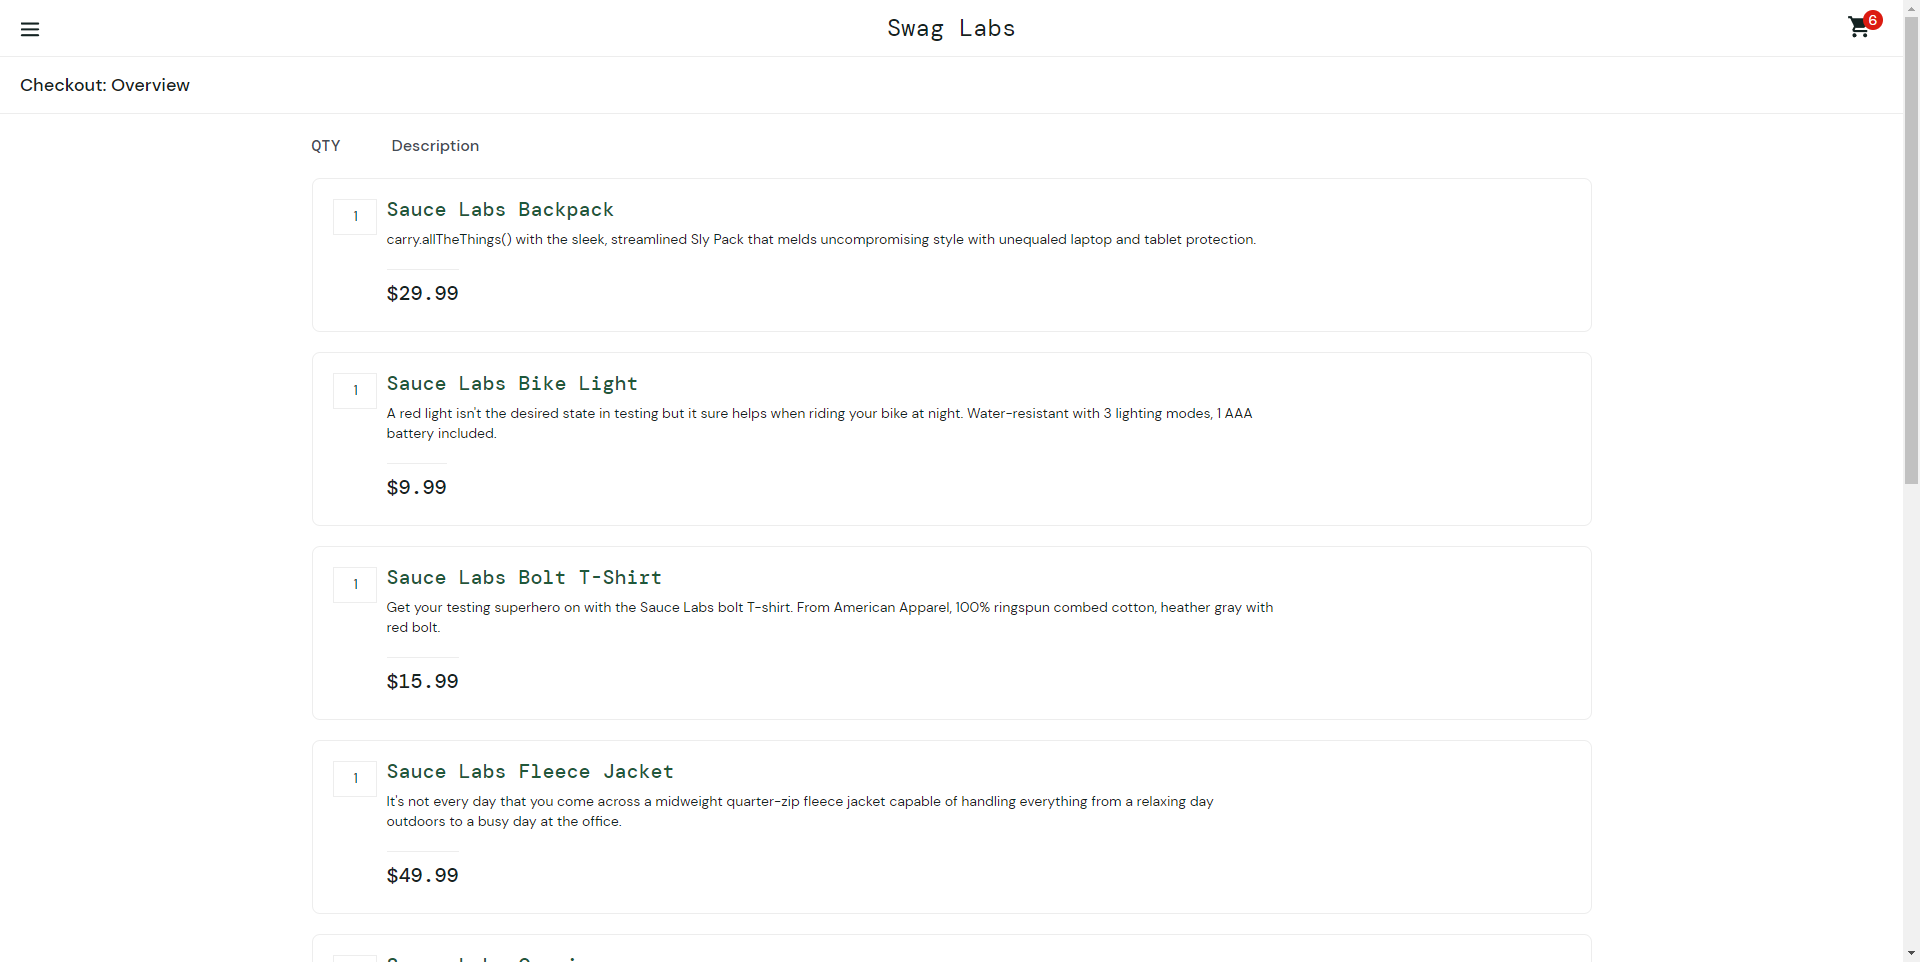 Swag Labs
6
Checkout: Overview
QTY Description
1
Sauce Labs Backpack
carry.allTheThings() with the sleek, streamlined Sly Pack that melds uncompromising style with unequaled laptop and tablet protection.
$29.99
1
Sauce Labs Bike Light
A red light isn't the desired state in testing but it sure helps when riding your bike at night. Water-resistant with 3 lighting modes, 1 AAA
battery included.
$9.99
1
Sauce Labs Bolt T-Shirt
Get your testing superhero on with the Sauce Labs bolt T-shirt. From American Apparel, 100% ringspun combed cotton, heather gray with
red bolt.
$15.99
1
Sauce Labs Fleece Jacket
It's not every day that you come across a midweight quarter-zip fleece jacket capable of handling everything from a relaxing day
outdoors to a busy day at the office.
$49.99